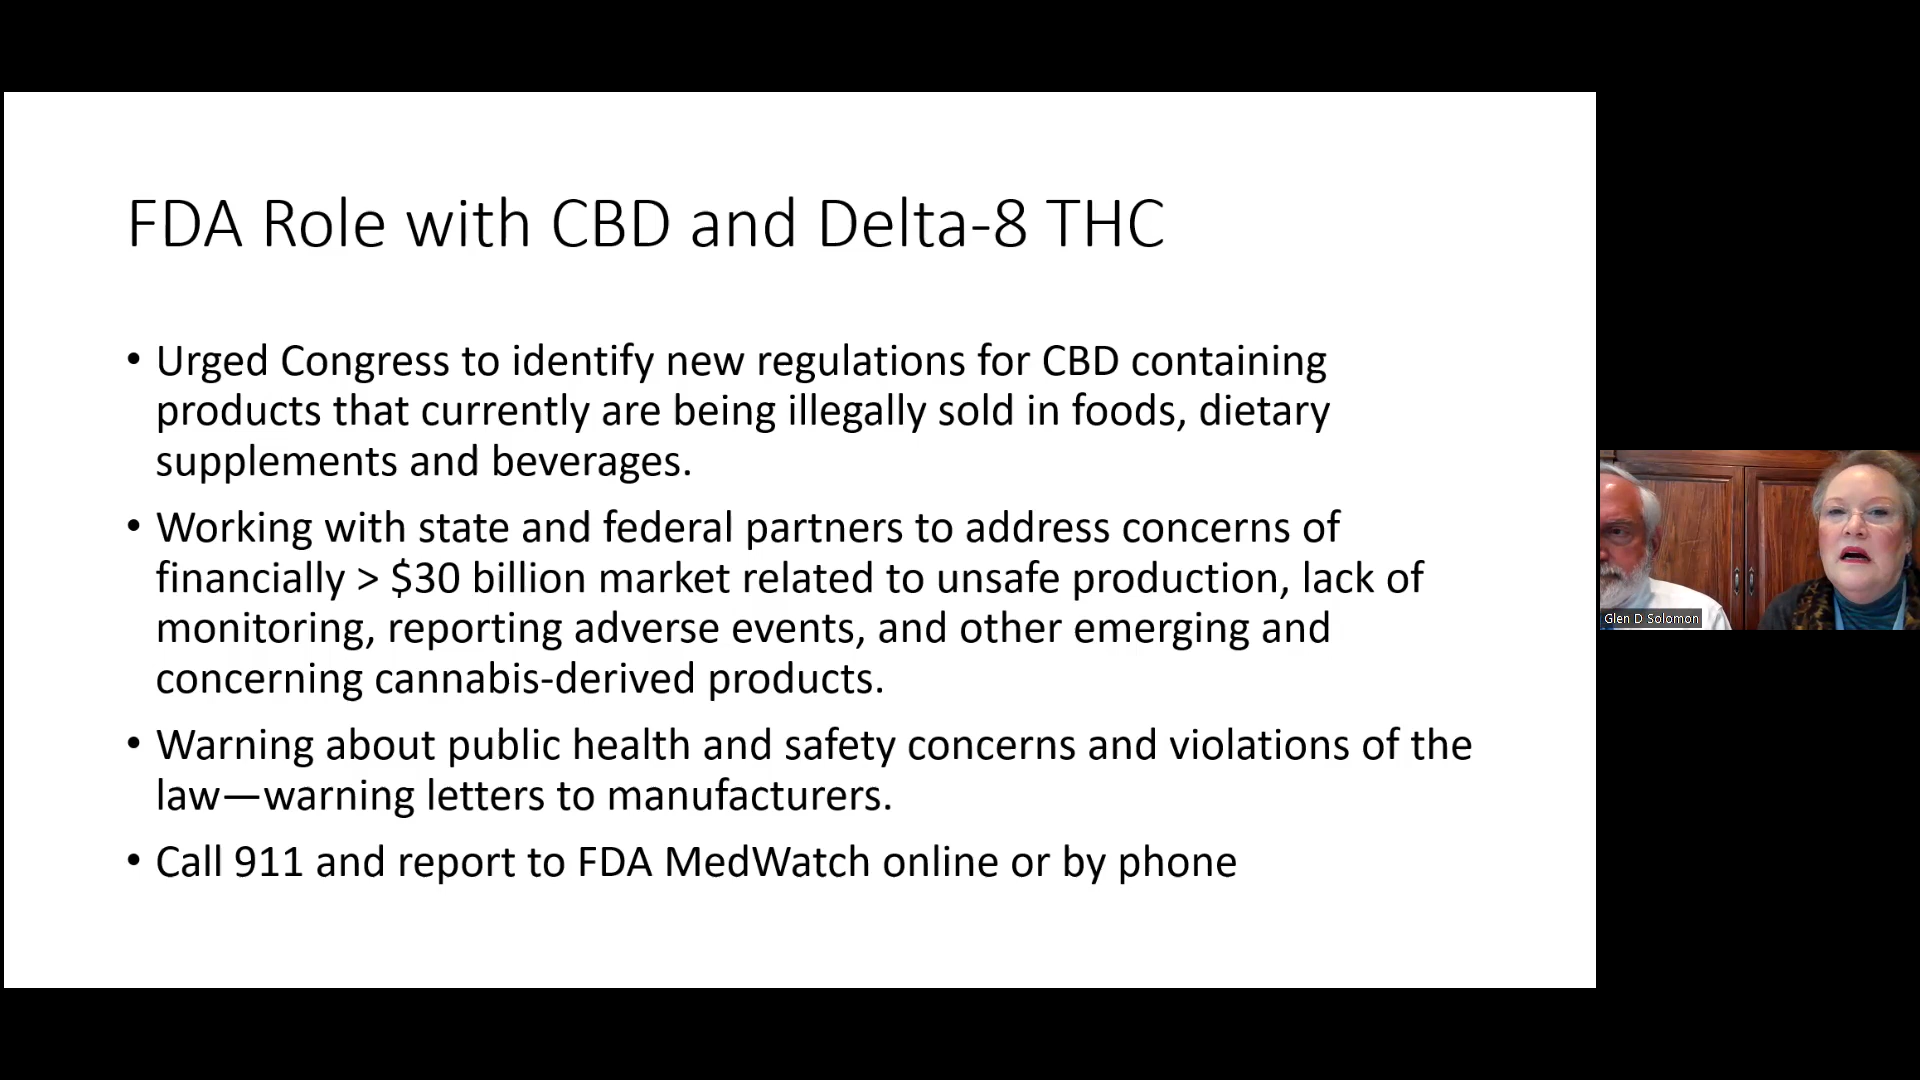 FDA Role with CBD and Delta-8 THC
• Urged Congress to identify new regulations for CBD containing
products that currently are being illegally sold in foods, dietary
supplements and beverages.
• Working with state and federal partners to address concerns of
financially > $30 billion market related to unsafe production, lack of
monitoring, reporting adverse events, and other emerging and
concerning cannabis-derived products.
• Warning about public health and safety concerns and violations of the
law—warning letters to manufacturers.
• Call 911 and report to FDA MedWatch online or by phone
Glen D Solomon